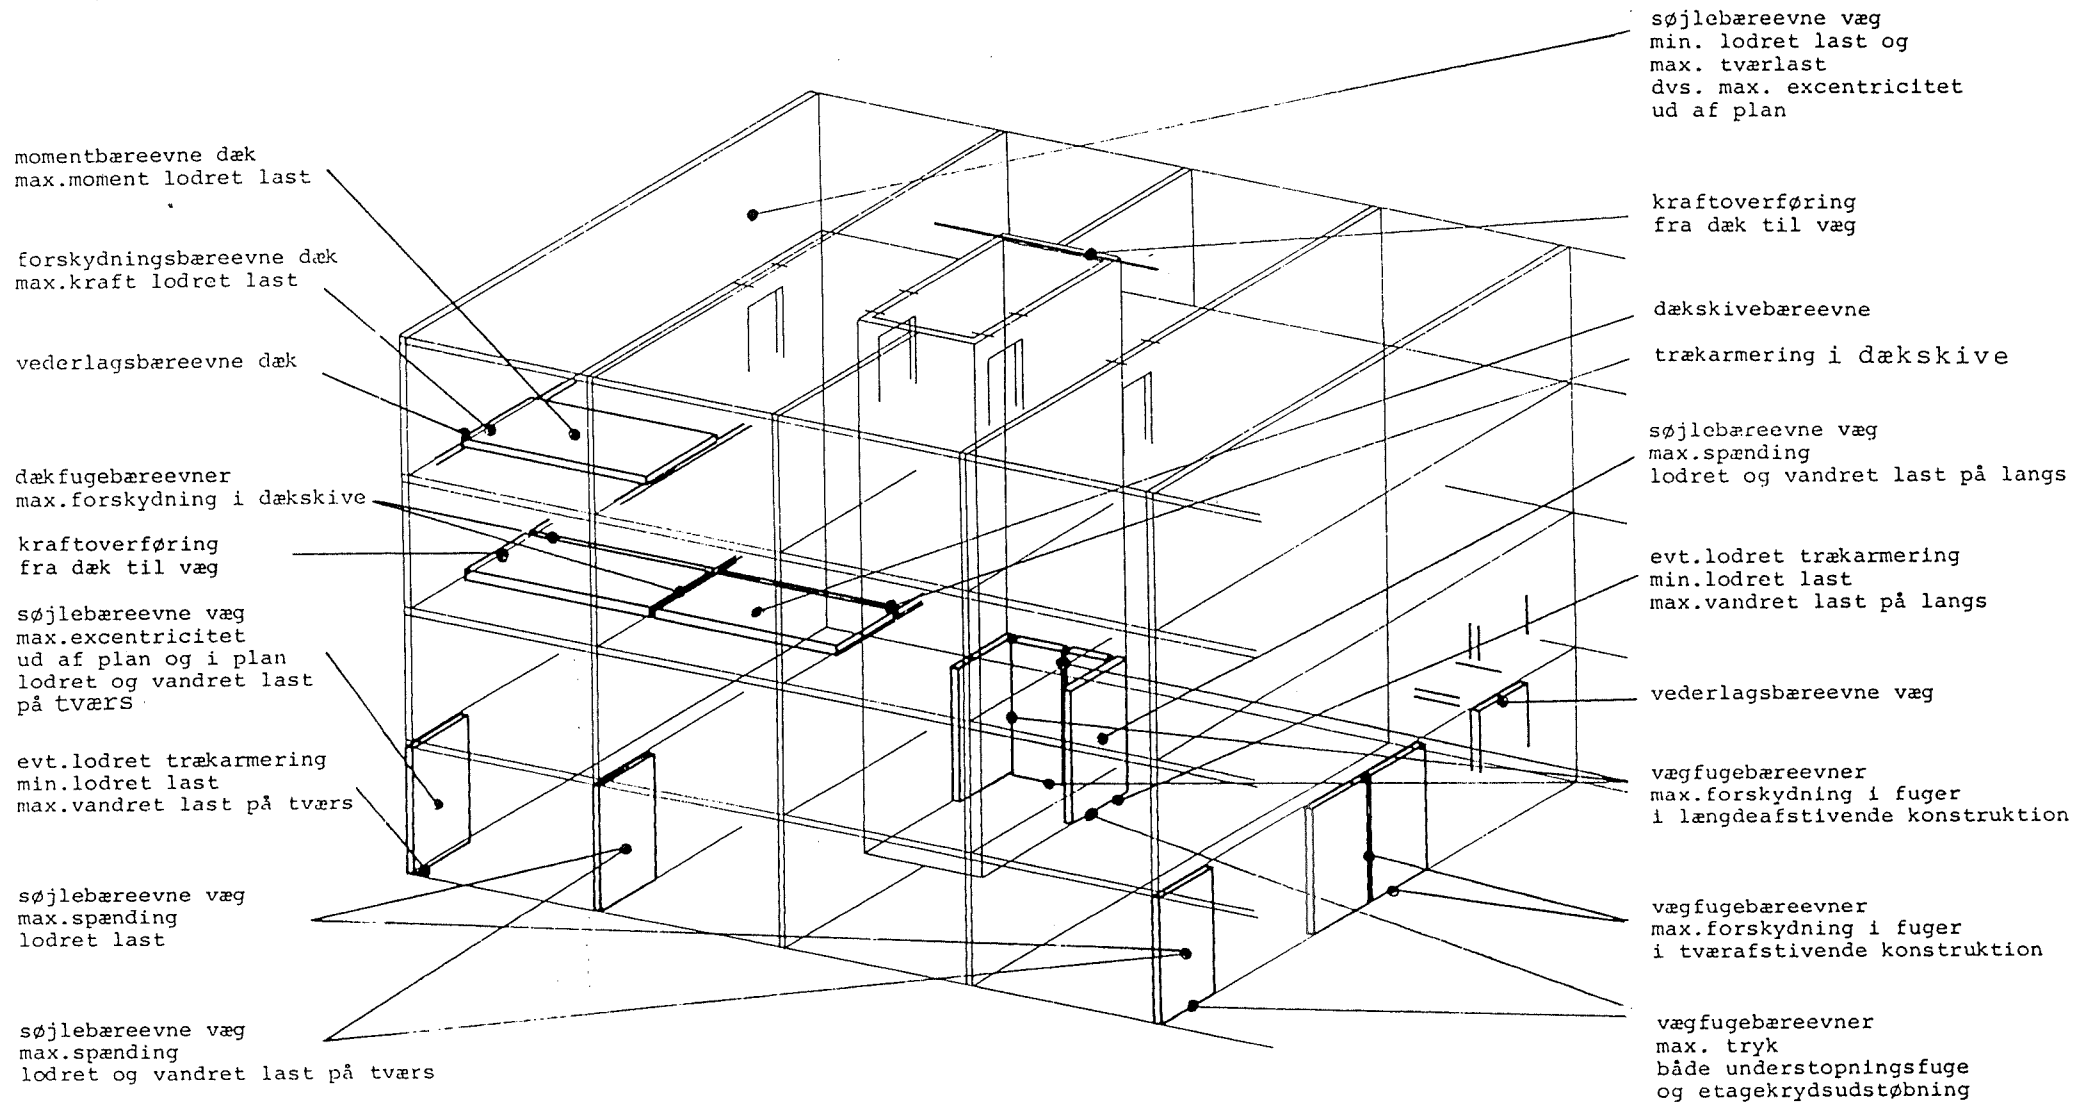 momentbæreevne dæk
max.moment lodret last
forskydningsbæreevne dæk
max.kraft lodret last
vederlagsbæreevne dæk
dækfugebæreevner
max.forskydning i dækskive
kraftoverføring
fra dæk til væg
søjlebæreevne væg
max.excentricitet
ud af plan og i plan
lodret og vandret last
på tværs
evt.lodret trækarmering
min.lodret last
max.vandret last på tværs
søjlebæreevne væg
max.spænding
lodret last
søjlebæreevne væg
max.spænding
lodret og vandret last på tværs
søjlebæreevne væg
min. lodret last og
max. tværlast
dvs. max. excentricitet
ud af plan
kraftoverføring
fra dæk til væg
dækskivebæreevne
trækarmering i dækskive
søjlebæreevne væg
max.spænding
lodret og vandret last på langs
evt.lodret trækarmering
min.lodret last
max.vandret last på langs
vederlagsbæreevne væg
vægfugebæreevner
max.forskydning i fuger
i længdeafstivende konstruktion
vægfugebæreevner
max.forskydning i fuger
i tværafstivende konstruktion
vægfugebæreevner
max. tryk
både understopningsfuge
og etagekrydsudstøbning